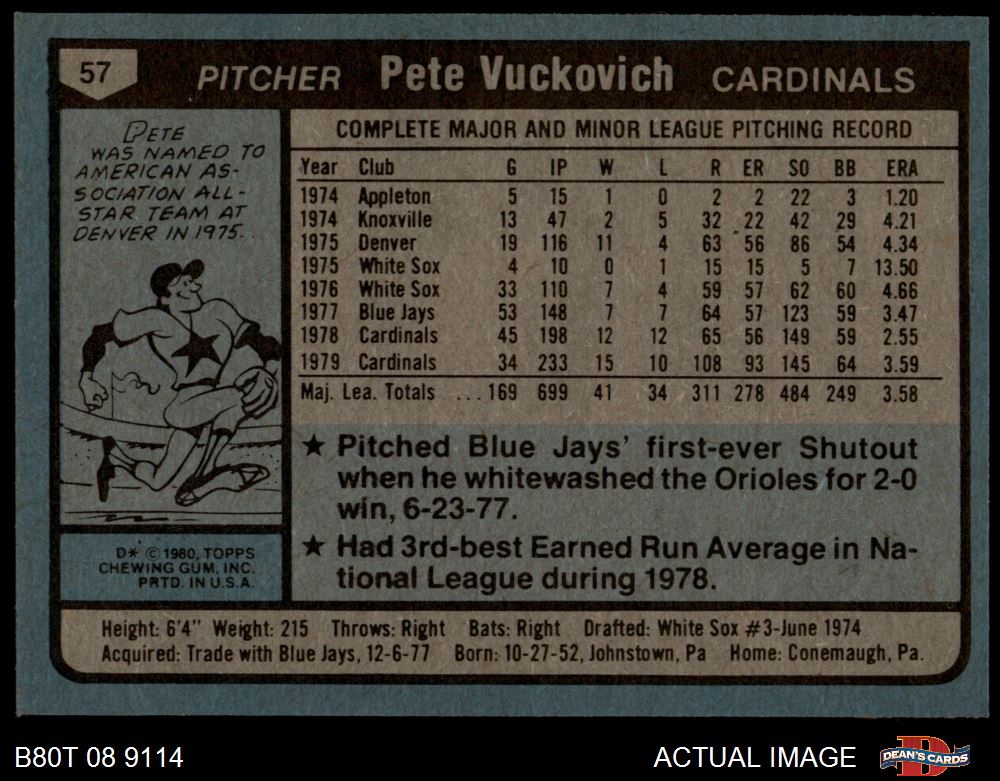 57 PITCHER Pete Vuckovich CARDINALS
PETE
WAS NAMED TO
AMERICAN AS-
SOCIATION ALL-
STAR TEAM AT
DENVER IN 1975.
COMPLETE MAJOR AND MINOR LEAGUE PITCHING RECORD
Year Club G IP W L R ER SO BB ERA
1974 Appleton 5 15 1 0 2 2 22 3 1.20
1974 Knoxville 13 47 2 5 32 22 42 29 4.21
1975 Denver 19 116 11 4 63 56 86 54 4.34
1975 White Sox 4 10 0 1 15 15 5 7 13.50
1976 White Sox 33 110 7 4 59 57 62 60 4.66
1977 Blue Jays 53 148 7 7 64 57 123 59 3.47
1978 Cardinals 45 198 12 12 65 56 149 59 2.55
1979 Cardinals 34 233 15 10 108 93 145 64 3.59
Maj. Lea. Totals ... 169 699 41 34 311 278 484 249 3.58
★ Pitched Blue Jays' first-ever Shutout
when he whitewashed the Orioles for 2-0
win, 6-23-77.
★ Had 3rd-best Earned Run Average in Na-
tional League during 1978.
D* © 1980, TOPPS
CHEWING GUM, INC.
PRTD. IN U.S.A.
Height: 6'4" Weight: 215 Throws: Right Bats: Right Drafted: White Sox #3-June 1974
Acquired: Trade with Blue Jays, 12-6-77 Born: 10-27-52, Johnstown, Pa Home: Conemaugh, Pa.
B80T 08 9114 ACTUAL IMAGE DEAN'S CARDS